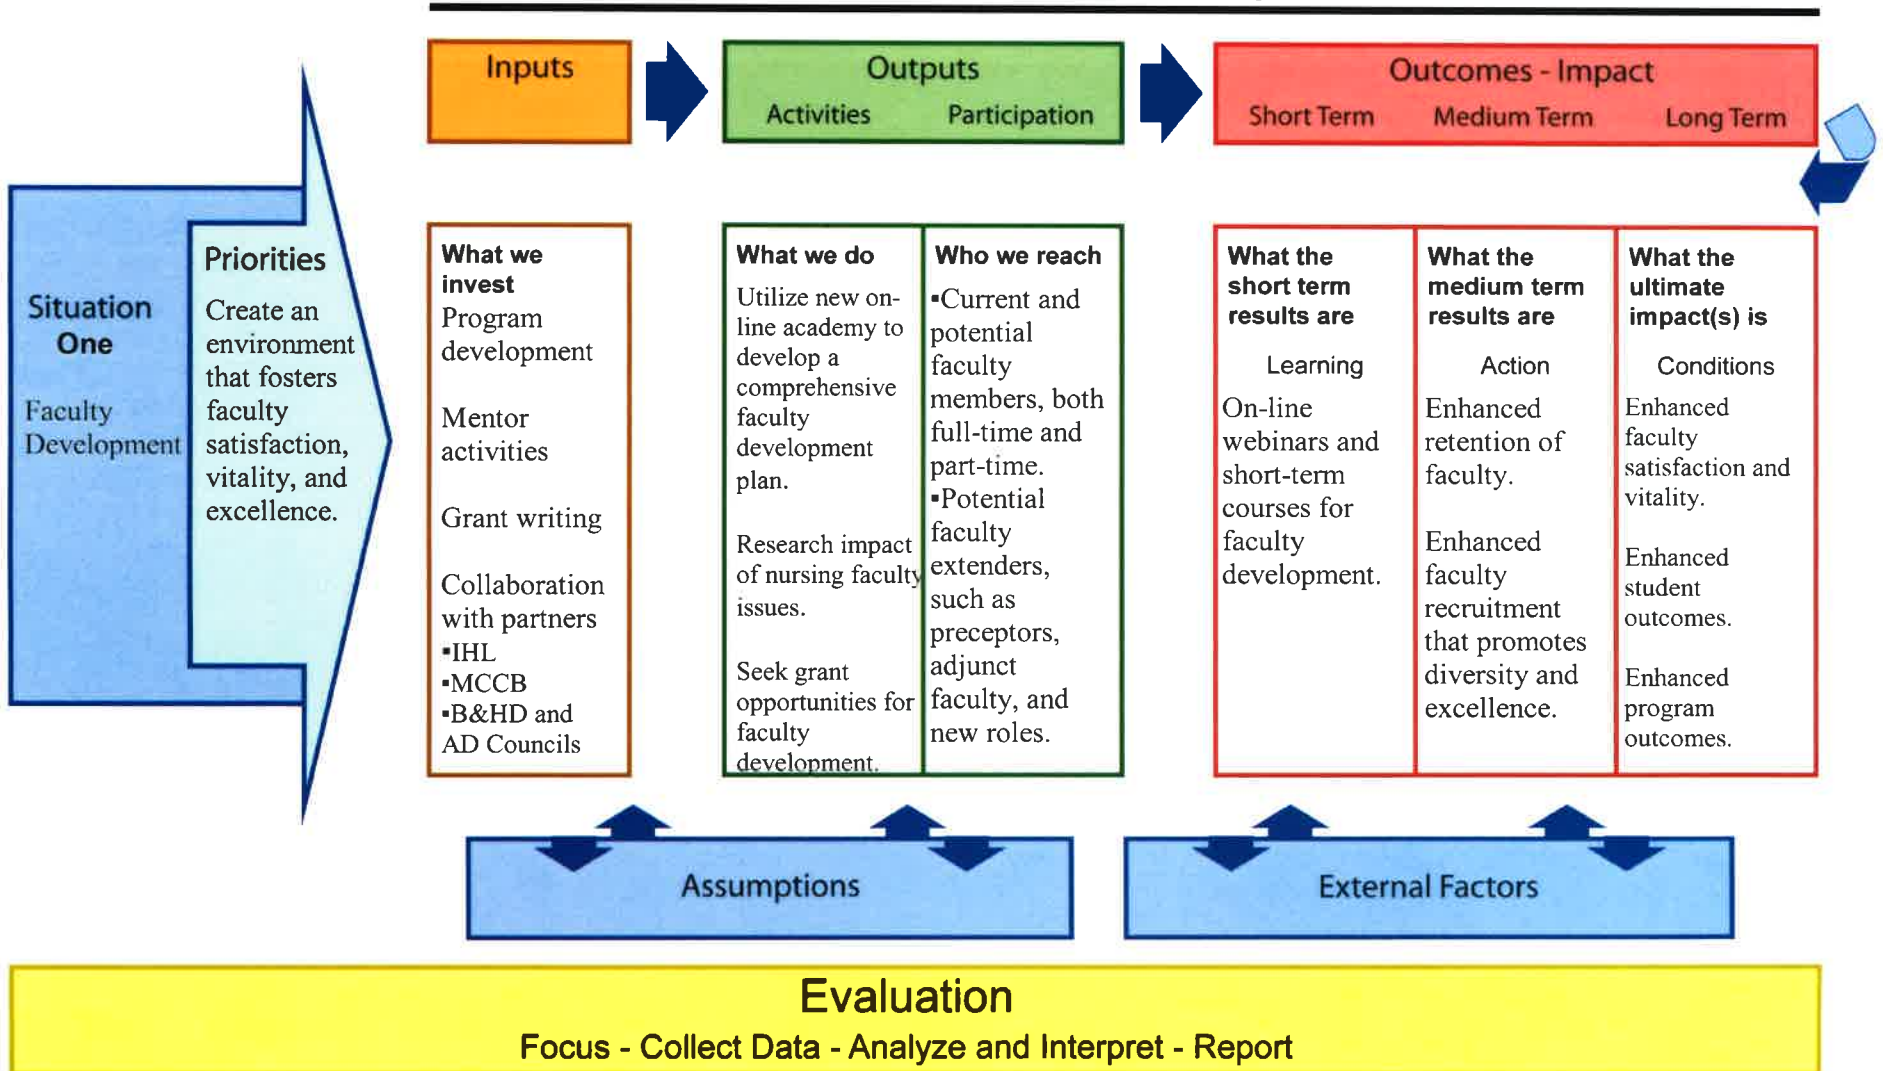 Inputs
Outputs
Activities
Participation
Outcomes - Impact
Short Term
Medium Term
Long Term
Situation
One
Faculty
Development
Priorities
Create an
environment
that fosters
faculty
satisfaction,
vitality, and
excellence.
What we
invest
Program
development
Mentor
activities
Grant writing
Collaboration
with partners
▪IHL
▪MCCB
▪B&HD and
AD Councils
What we do
Utilize new on-
line academy to
develop a
comprehensive
faculty
development
plan.
Research impact
of nursing faculty
issues.
Seek grant
opportunities for
faculty
development.
Who we reach
▪Current and
potential
faculty
members, both
full-time and
part-time.
▪Potential
faculty
extenders,
such as
preceptors,
adjunct
faculty, and
new roles.
What the
short term
results are
Learning
On-line
webinars and
short-term
courses for
faculty
development.
What the
medium term
results are
Action
Enhanced
retention of
faculty.
Enhanced
faculty
recruitment
that promotes
diversity and
excellence.
What the
ultimate
impact(s) is
Conditions
Enhanced
faculty
satisfaction and
vitality.
Enhanced
student
outcomes.
Enhanced
program
outcomes.
Assumptions
External Factors
Evaluation
Focus - Collect Data - Analyze and Interpret - Report